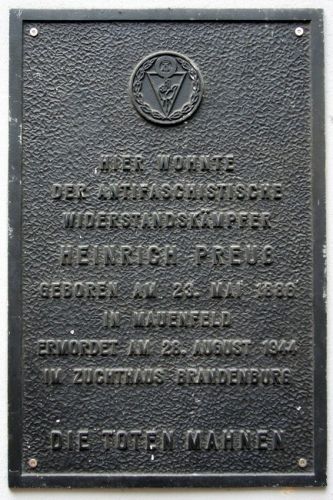 HIER WOHNTE
DER ANTIFASCHISTISCHE
WIDERSTANDSKÄMPFER
HEINRICH PREUß
GEBOREN AM 23. MAI 1886
IN MAUENFELD
ERMORDET AM 28. AUGUST 1944
IM ZUCHTHAUS BRANDENBURG
DIE TOTEN MAHNEN